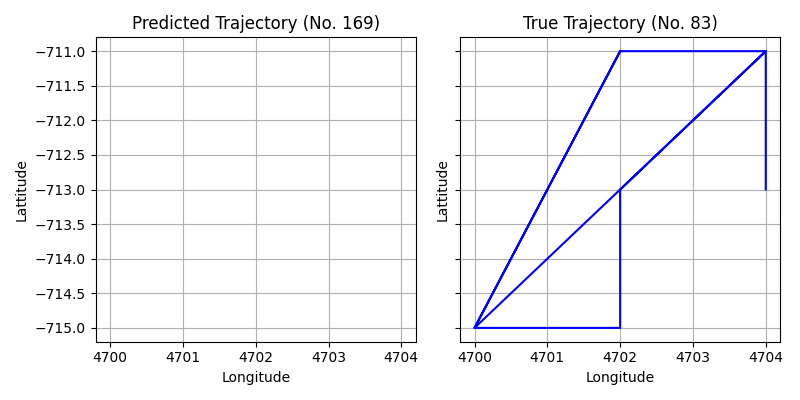 Predicted Trajectory (No. 169)
True Trajectory (No. 83)
−711.0
−711.5
−712.0
−712.5
−713.0
−713.5
−714.0
−714.5
−715.0
Lattitude
Lattitude
4700 4701 4702 4703 4704
4700 4701 4702 4703 4704
Longitude
Longitude